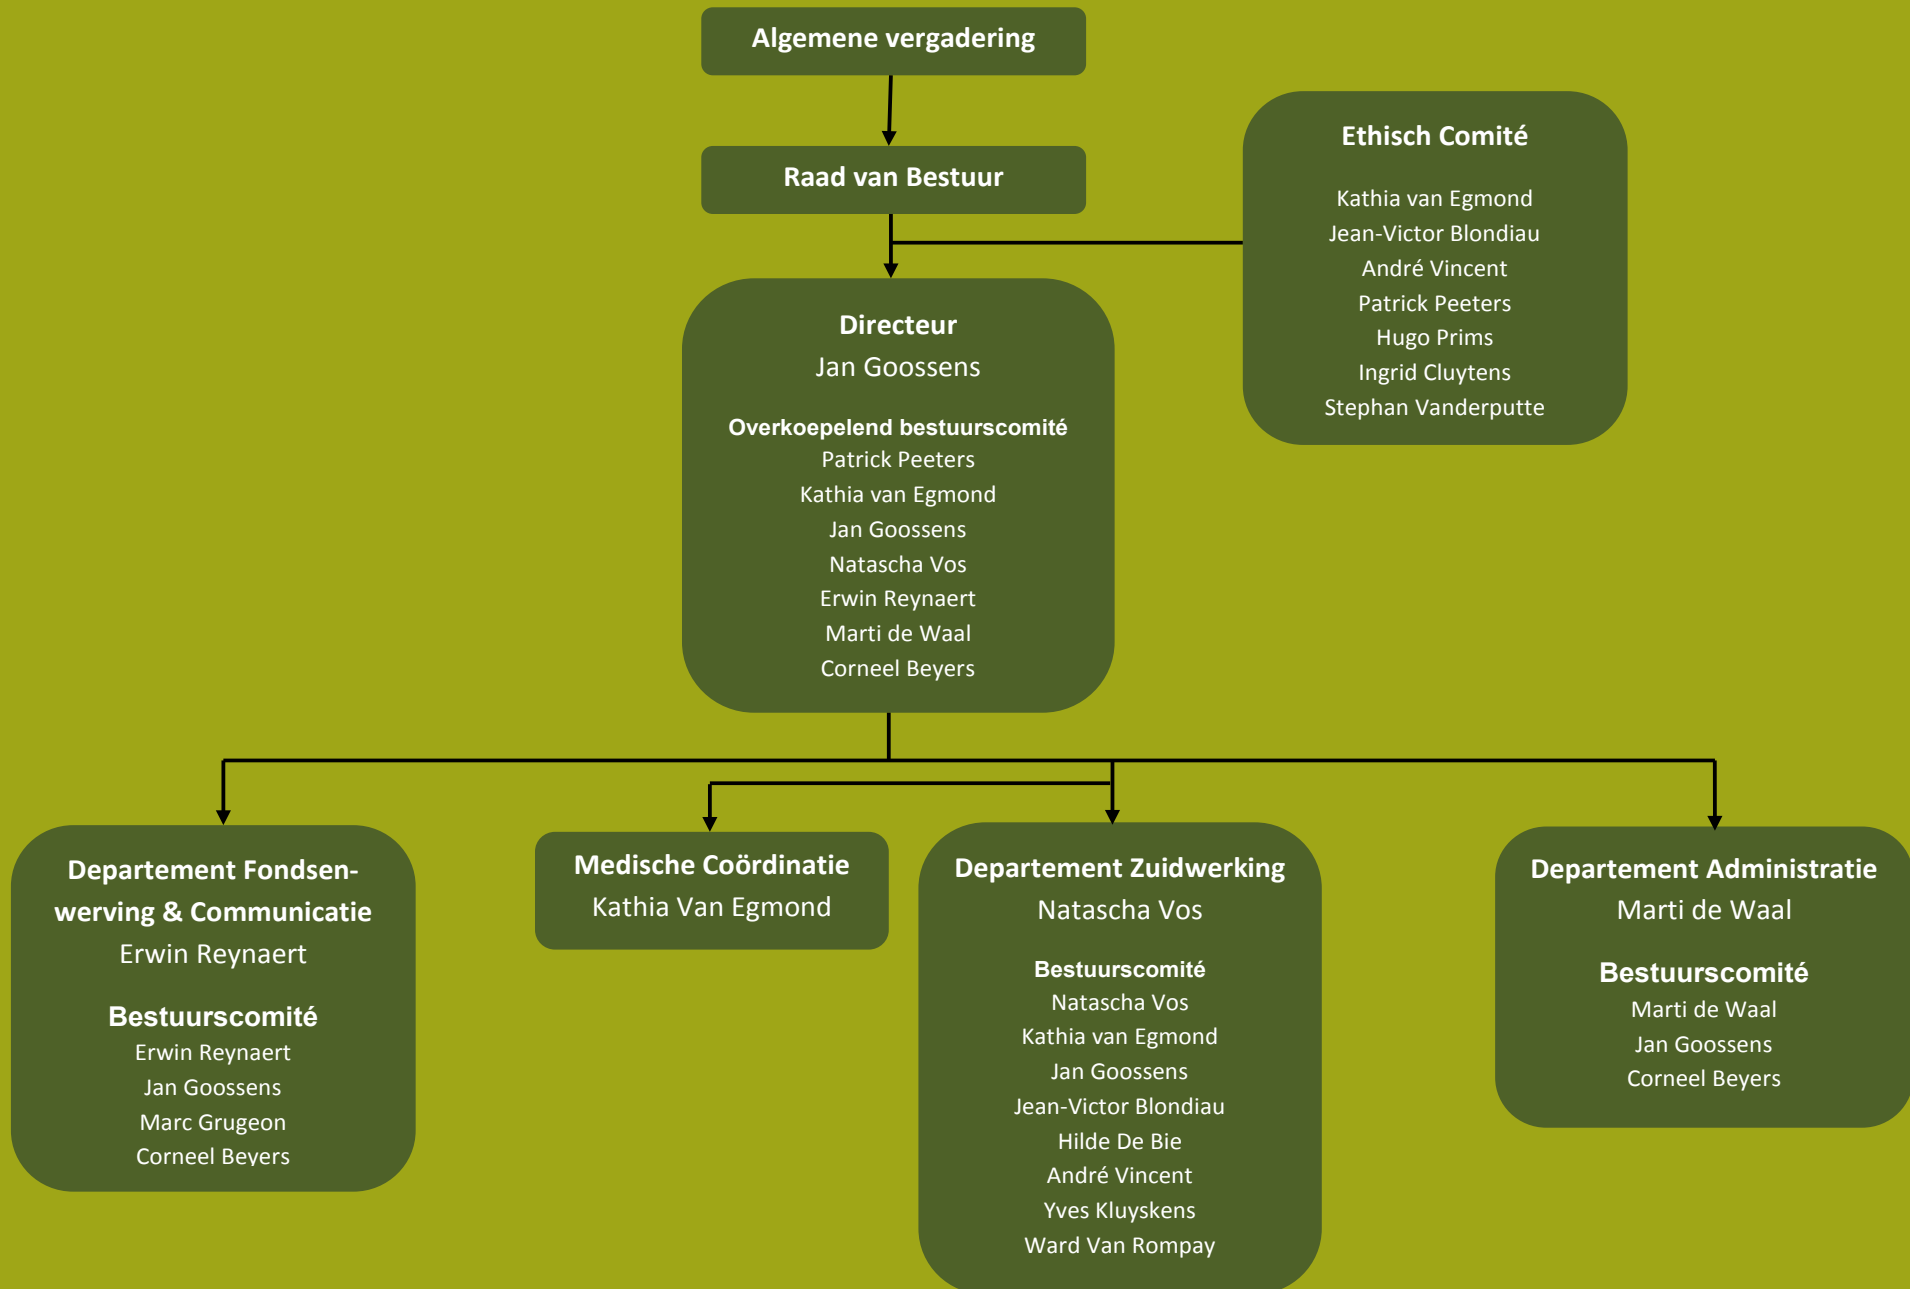 Algemene vergadering
Raad van Bestuur
Ethisch Comité
Kathia van Egmond
Jean-Victor Blondiau
André Vincent
Patrick Peeters
Hugo Prims
Ingrid Cluytens
Stephan Vanderputte
Directeur
Jan Goossens
Overkoepelend bestuurscomité
Patrick Peeters
Kathia van Egmond
Jan Goossens
Natascha Vos
Erwin Reynaert
Marti de Waal
Corneel Beyers
Departement Fondsen-
werving & Communicatie
Erwin Reynaert
Bestuurscomité
Erwin Reynaert
Jan Goossens
Marc Grugeon
Corneel Beyers
Medische Coördinatie
Kathia Van Egmond
Departement Zuidwerking
Natascha Vos
Bestuurscomité
Natascha Vos
Kathia van Egmond
Jan Goossens
Jean-Victor Blondiau
Hilde De Bie
André Vincent
Yves Kluyskens
Ward Van Rompay
Departement Administratie
Marti de Waal
Bestuurscomité
Marti de Waal
Jan Goossens
Corneel Beyers